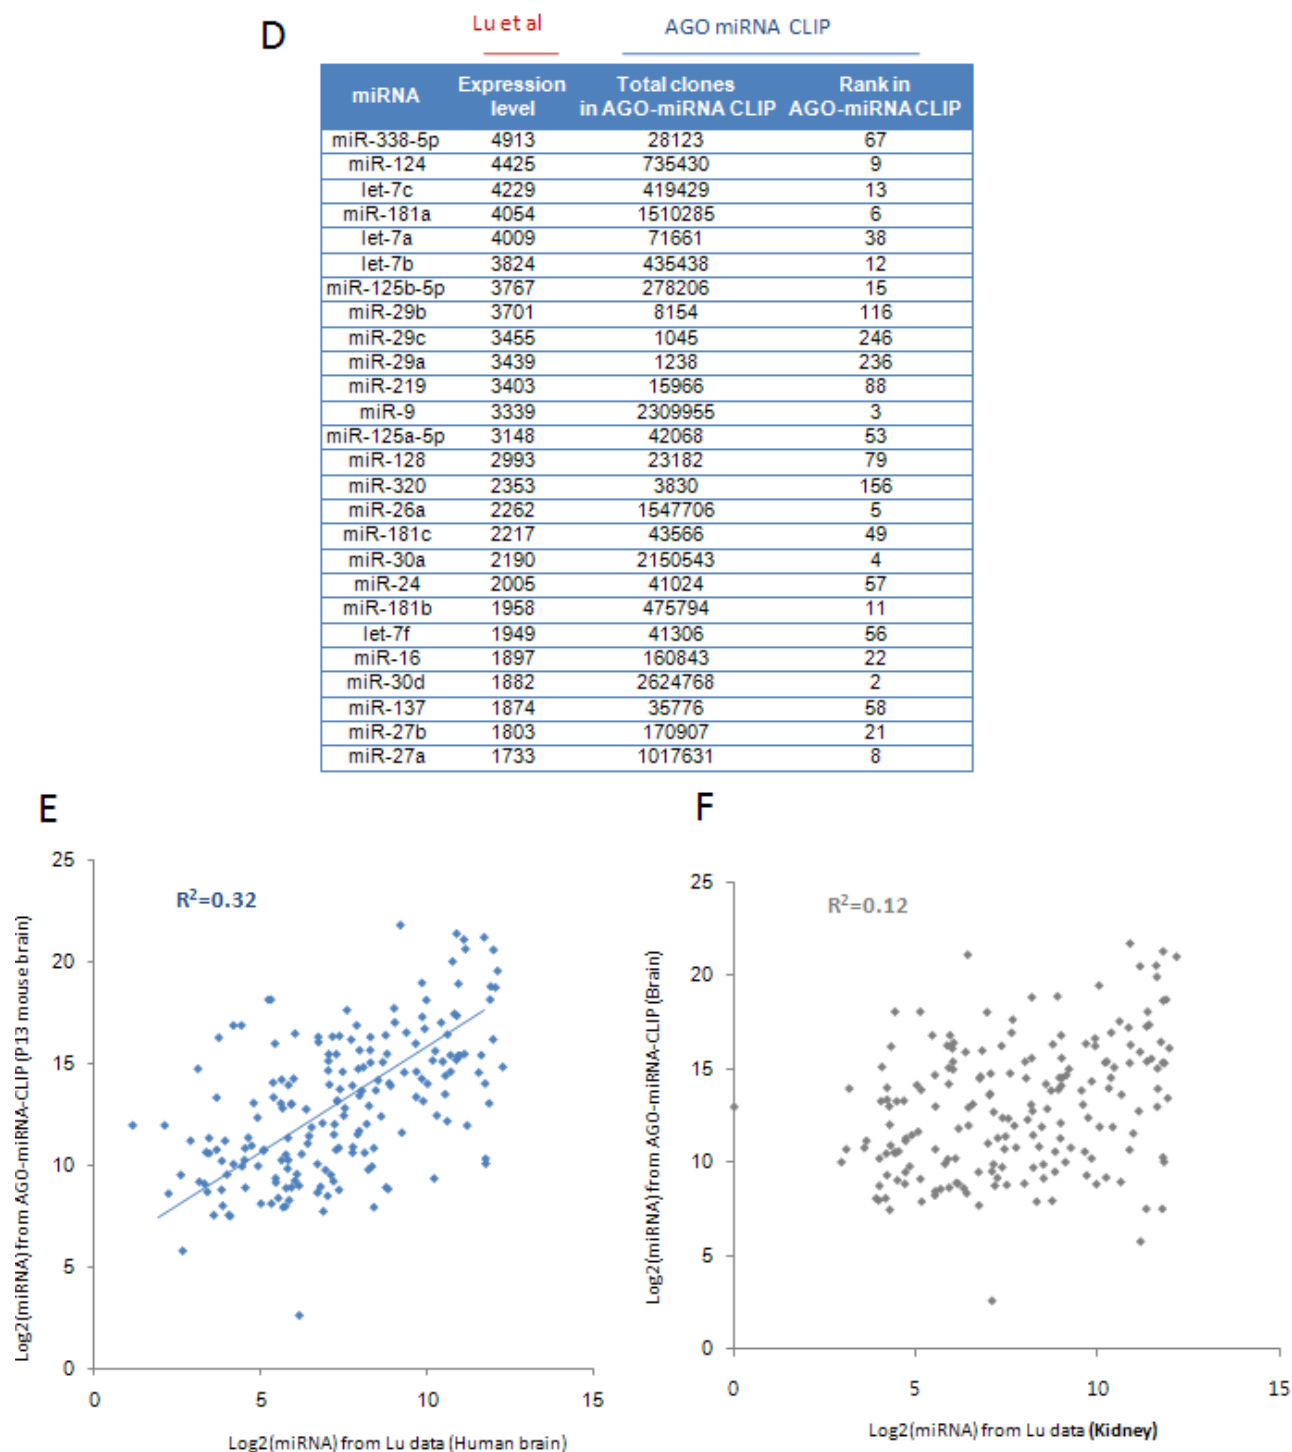 D
Lu et al AGO miRNA CLIP
miRNA Expression level Total clones in AGO-miRNA CLIP Rank in AGO-miRNA CLIP
miR-338-5p 4913 28123 67
miR-124 4425 735430 9
let-7c 4229 419429 13
miR-181a 4054 1510285 6
let-7a 4009 71661 38
let-7b 3824 435438 12
miR-125b-5p 3767 278206 15
miR-29b 3701 8154 116
miR-29c 3455 1045 246
miR-29a 3439 1238 236
miR-219 3403 15966 88
miR-9 3339 2309955 3
miR-125a-5p 3148 42068 53
miR-128 2993 23182 79
miR-320 2353 3830 156
miR-26a 2262 1547706 5
miR-181c 2217 43566 49
miR-30a 2190 2150543 4
miR-24 2005 41024 57
miR-181b 1958 475794 11
let-7f 1949 41306 56
miR-16 1897 160843 22
miR-30d 1882 2624768 2
miR-137 1874 35776 58
miR-27b 1803 170907 21
miR-27a 1733 1017631 8
E
R²=0.32
Log2(miRNA) from AGO-miRNA-CLIP (P13 mouse brain)
25
20
15
10
5
0
0 5 10 15
Log2(miRNA) from Lu data (Human brain)
F
R²=0.12
Log2(miRNA) from AGO-miRNA-CLIP (Brain)
25
20
15
10
5
0
0 5 10 15
Log2(miRNA) from Lu data (Kidney)